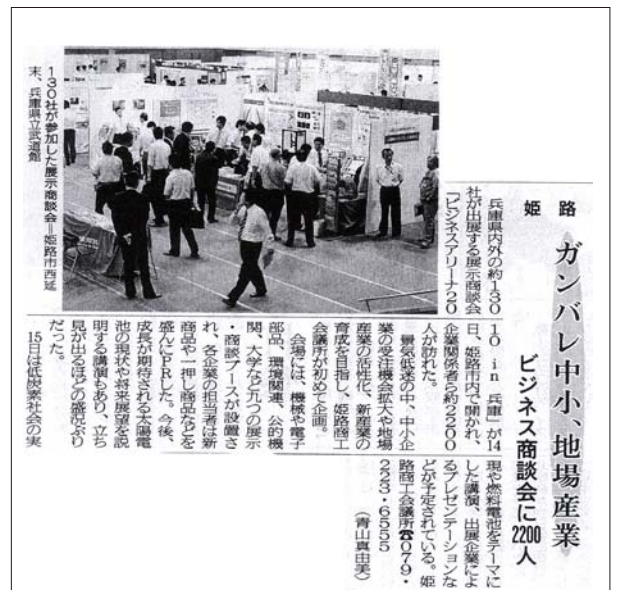 姫路
ガンバレ中小、地場産業
ビジネス商談会に2200人
兵庫県内外の約130
社が出展する展示商談会
「ビジネスアリーナ20
10 in 兵庫」が14
日、姫路市内で開かれ、
企業関係者ら約2200
人が訪れた。
景気低迷の中、中小企
業の受注機会拡大や地場
産業の活性化、新産業の
育成を目指し、姫路商工
会議所が初めて企画。
会場には、機械や電子
部品、環境関連、公的機
関、大学など九つの展示
・商談ブースが設置さ
れ、各企業の担当者は新
商品や一押し商品などを
盛んにPRした。今後、
成長が期待される太陽電
池の現状や将来展望を説
明する講演もあり、立ち
見が出るほどの盛況ぶり
だった。
15日は低炭素社会の実
現や燃料電池をテーマに
した講演、出展企業によ
るプレゼンテーションな
どが予定されている。姫
路商工会議所☎079・
223・6555
（青山真由美）
130社が参加した展示商談会＝姫路市西延
末、兵庫県立武道館